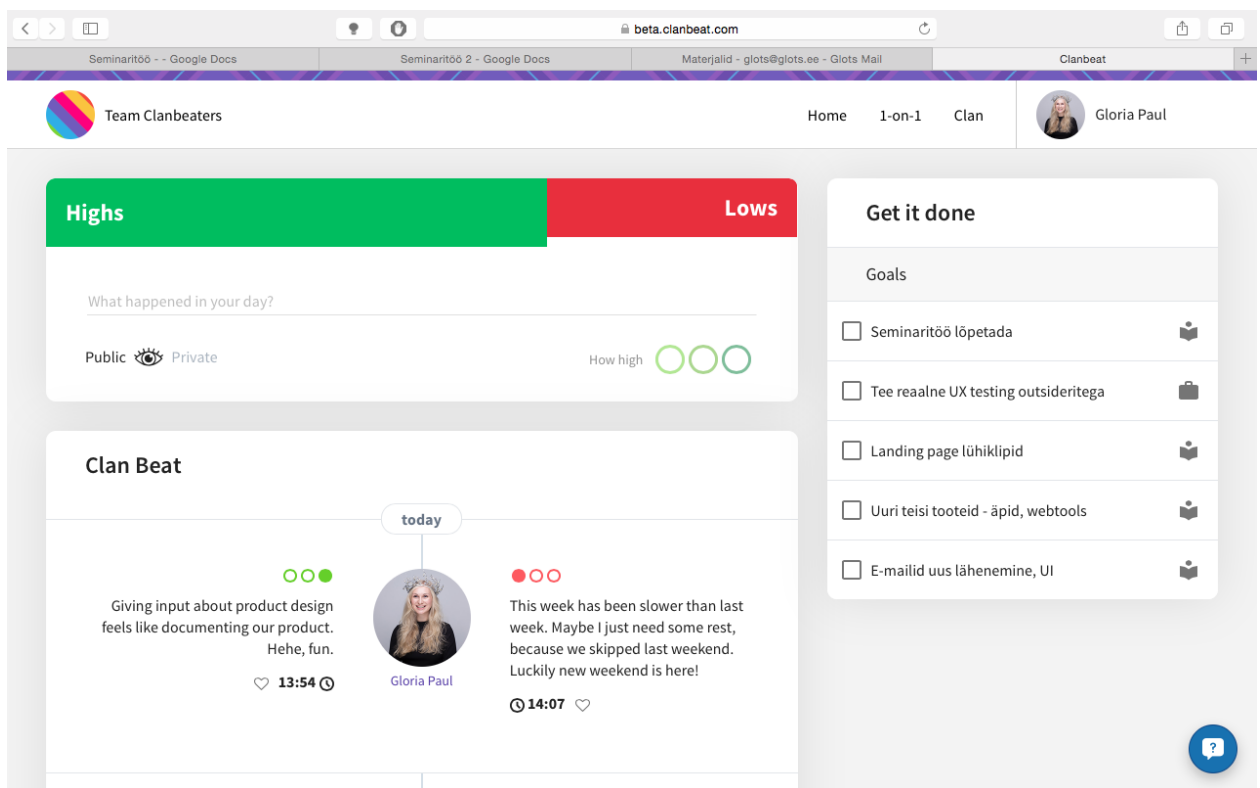 beta.clanbeat.com
Seminaritöö - - Google Docs
Seminaritöö 2 - Google Docs
Materjalid - glots@glots.ee - Glots Mail
Clanbeat
Team Clanbeaters
Home
1-on-1
Clan
Gloria Paul
Highs
Lows
What happened in your day?
Public
Private
How high
Clan Beat
today
Giving input about product design
feels like documenting our product.
Hehe, fun.
13:54
Gloria Paul
This week has been slower than last
week. Maybe I just need some rest,
because we skipped last weekend.
Luckily new weekend is here!
14:07
Get it done
Goals
Seminaritöö lõpetada
Tee reaalne UX testing outsideritega
Landing page lühiklipid
Uuri teisi tooteid - äpid, webtools
E-mailid uus lähenemine, UI
?